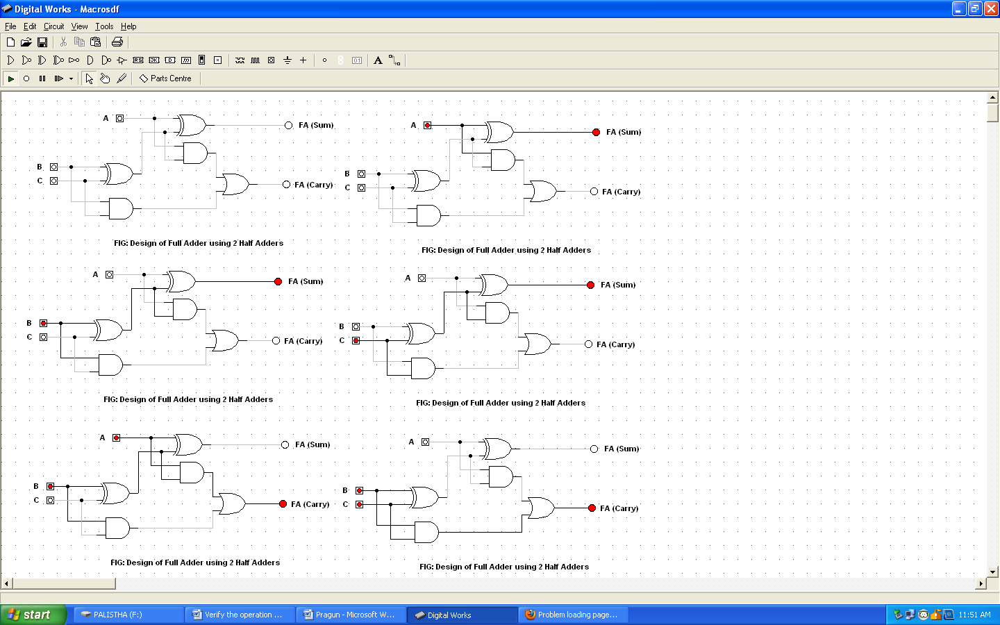 Digital Works - Macrosdf
File Edit Circuit View Tools Help
RS JK D m
01 A
Parts Centre
A FA (Sum)
B
C FA (Carry)
FIG: Design of Full Adder using 2 Half Adders
A FA (Sum)
B
C FA (Carry)
FIG: Design of Full Adder using 2 Half Adders
A FA (Sum)
B
C FA (Carry)
FIG: Design of Full Adder using 2 Half Adders
A FA (Sum)
B
C FA (Carry)
FIG: Design of Full Adder using 2 Half Adders
A FA (Sum)
B
C FA (Carry)
FIG: Design of Full Adder using 2 Half Adders
A FA (Sum)
B
C FA (Carry)
FIG: Design of Full Adder using 2 Half Adders
start PALISTHA (F:) Verify the operation ... Pragun - Microsoft W... Digital Works Problem loading page... 11:51 AM